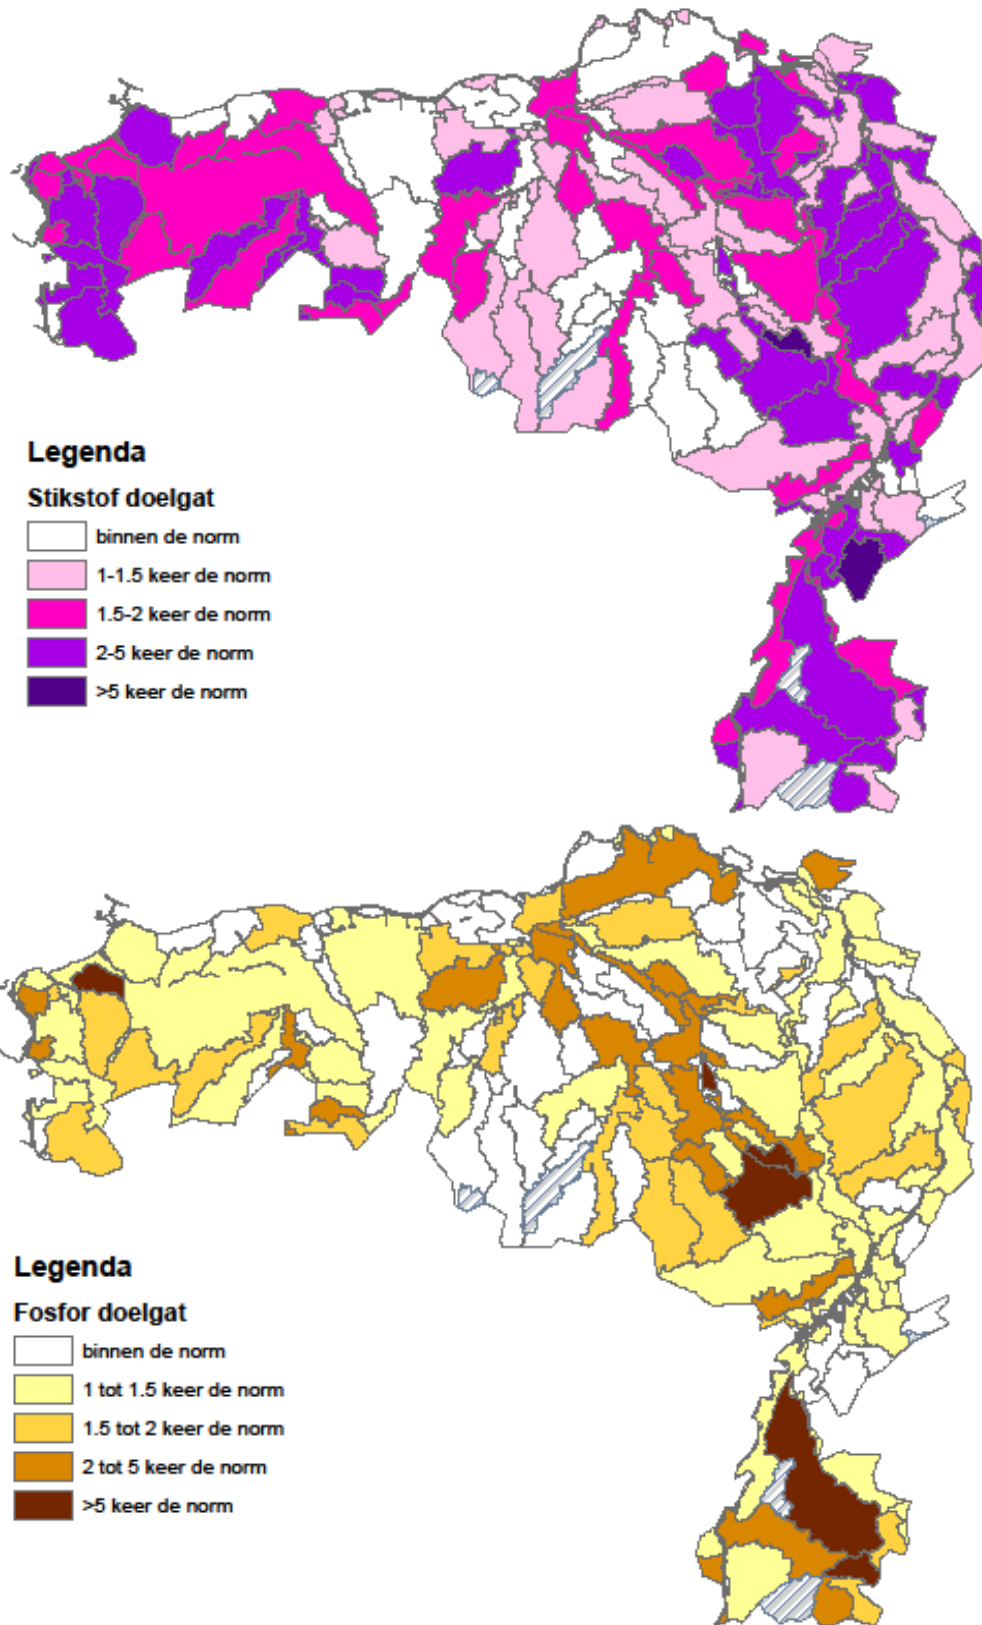 Legenda
Stikstof doelgat
binnen de norm
1-1.5 keer de norm
1.5-2 keer de norm
2-5 keer de norm
>5 keer de norm
Legenda
Fosfor doelgat
binnen de norm
1 tot 1.5 keer de norm
1.5 tot 2 keer de norm
2 tot 5 keer de norm
>5 keer de norm